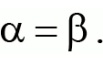 α = β.